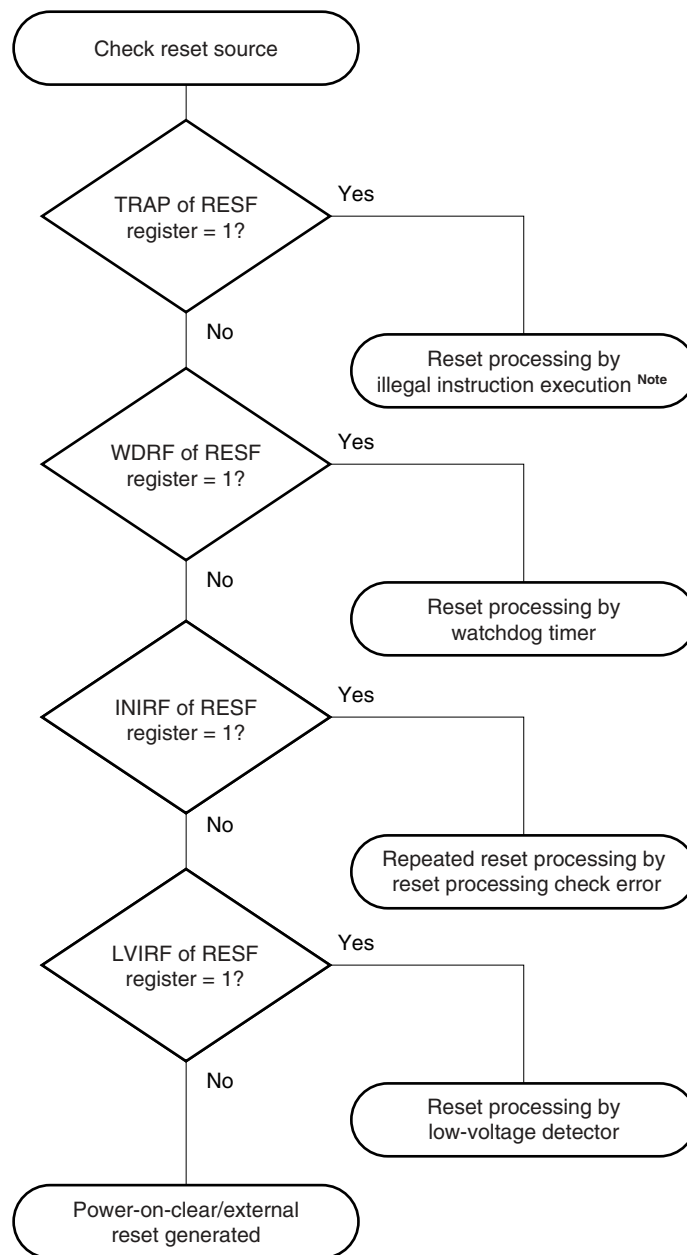 Check reset source
TRAP of RESF
register = 1?
Yes
No
Reset processing by
illegal instruction execution Note
WDRF of RESF
register = 1?
Yes
No
Reset processing by
watchdog timer
INIRF of RESF
register = 1?
Yes
No
Repeated reset processing by
reset processing check error
LVIRF of RESF
register = 1?
Yes
No
Reset processing by
low-voltage detector
Power-on-clear/external
reset generated